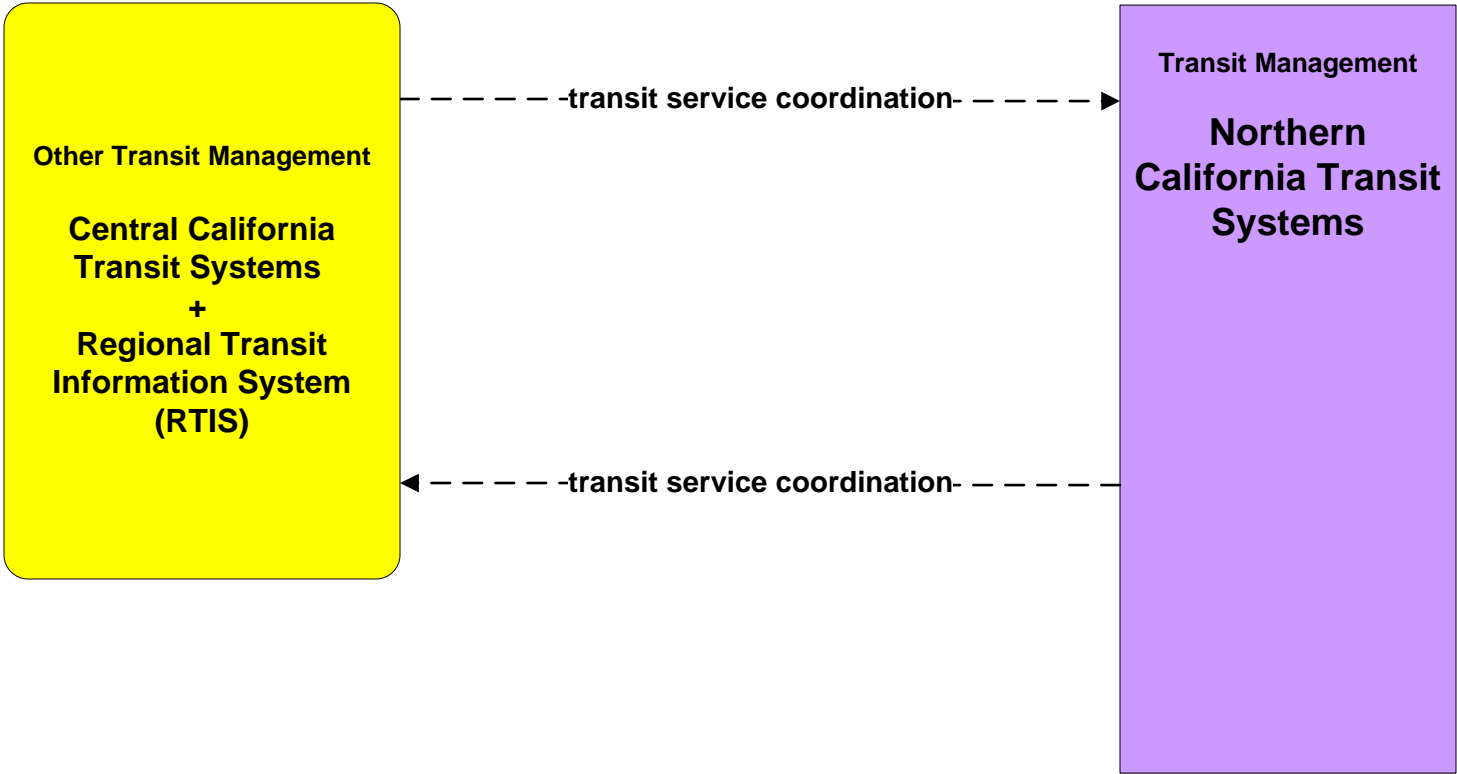 Other Transit Management
Central California
Transit Systems
+
Regional Transit
Information System
(RTIS)
transit service coordination
transit service coordination
Transit Management
Northern
California Transit
Systems